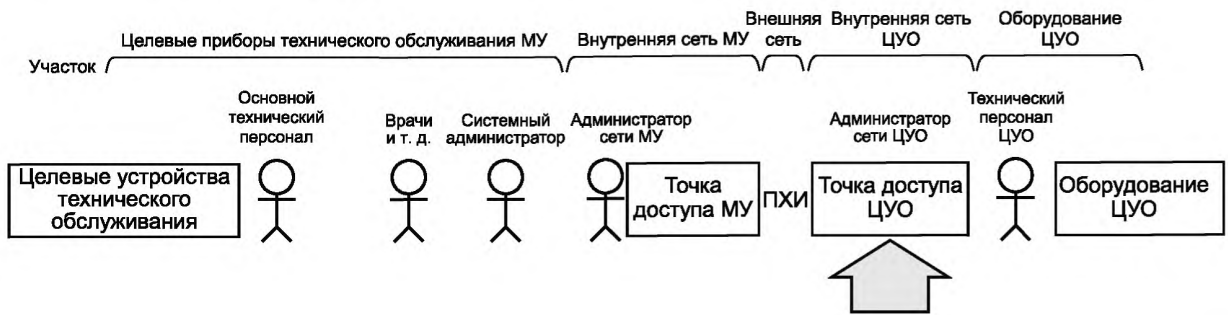 Целевые приборы технического обслуживания МУ
Внутренняя сеть МУ
Внешняя
сеть
Внутренняя сеть
ЦУО
Оборудование
ЦУО
Участок
Основной
технический
персонал
Врачи
и т. д.
Системный
администратор
Администратор
сети МУ
Администратор
сети ЦУО
Технический
персонал
ЦУО
Целевые устройства
технического
обслуживания
Точка
доступа МУ
ПХИ
Точка доступа
ЦУО
Оборудование
ЦУО